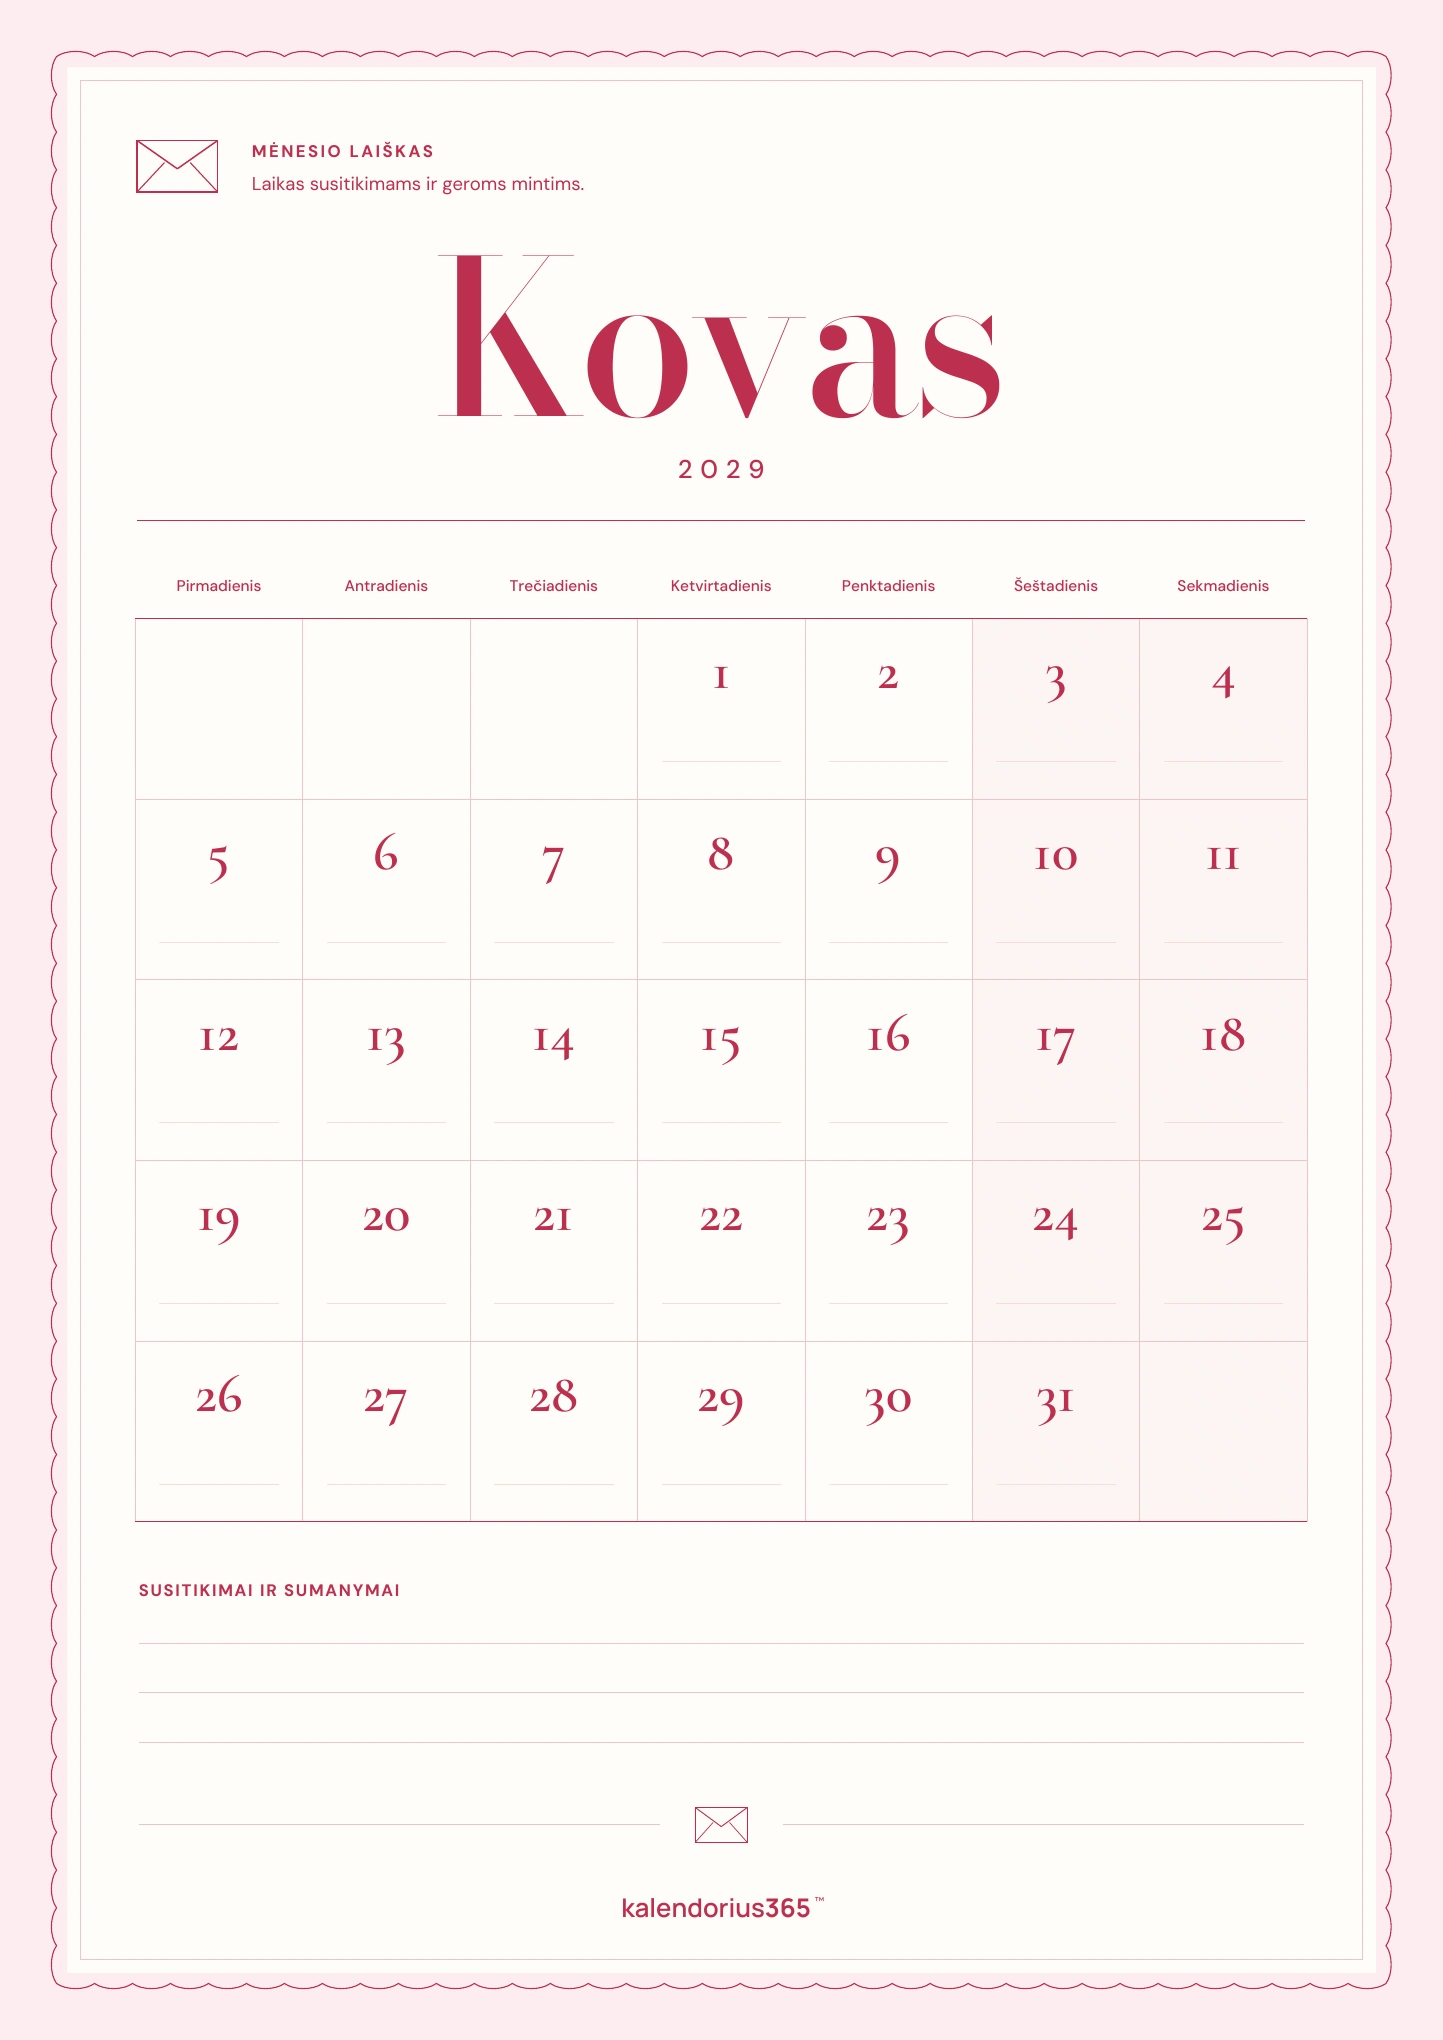 MĖNESIO LAIŠKAS
Laikas susitikimams ir geroms mintims.
Kovas
2029
Pirmadienis Antradienis Trečiadienis Ketvirtadienis Penktadienis Šeštadienis Sekmadienis
1 2 3 4
5 6 7 8 9 10 11
12 13 14 15 16 17 18
19 20 21 22 23 24 25
26 27 28 29 30 31
SUSITIKIMAI IR SUMANYMAI
kalendorius365™